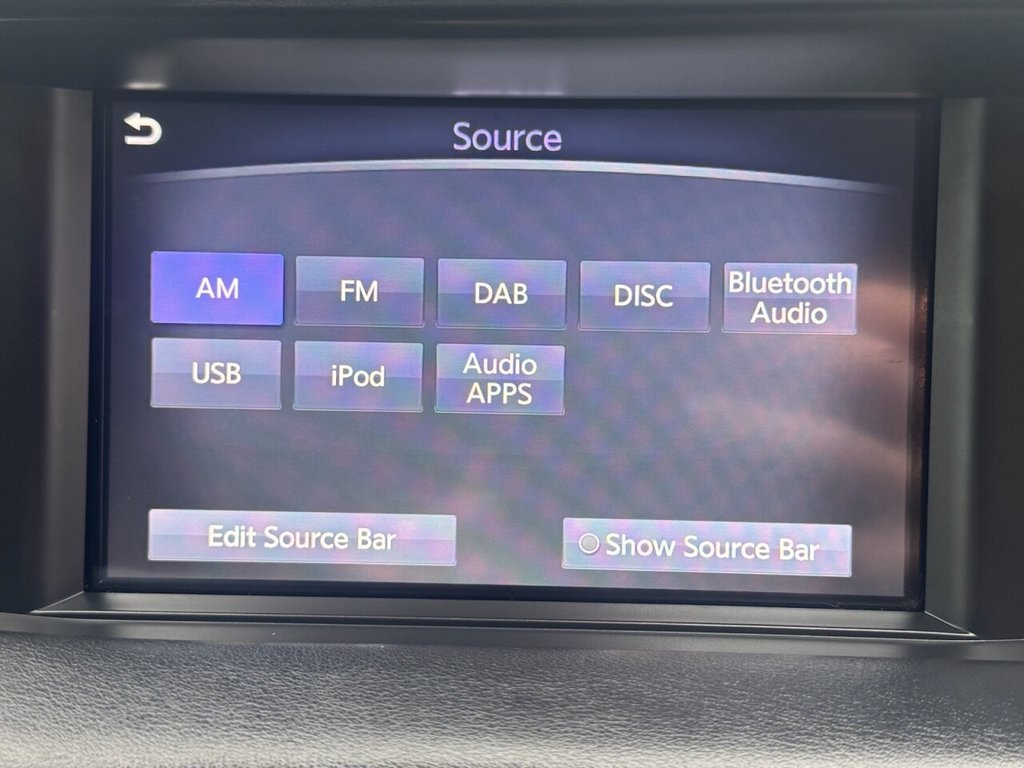 Source
AM
FM
DAB
DISC
Bluetooth
Audio
USB
iPod
Audio
APPS
Edit Source Bar
Show Source Bar